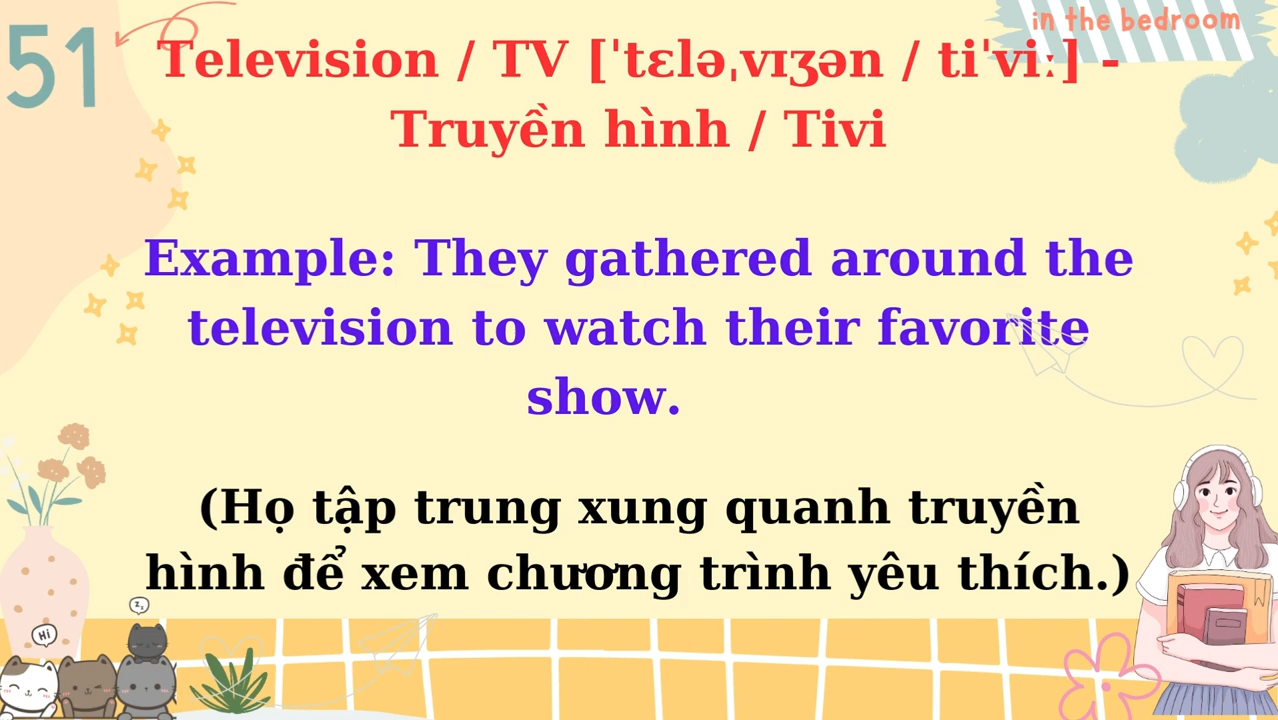 in the bedroom
51
Television / TV [ˈtɛləˌvɪʒən / tiˈviː] -
Truyền hình / Tivi
Example: They gathered around the
television to watch their favorite
show.
(Họ tập trung xung quanh truyền
hình để xem chương trình yêu thích.)
z z
Hi